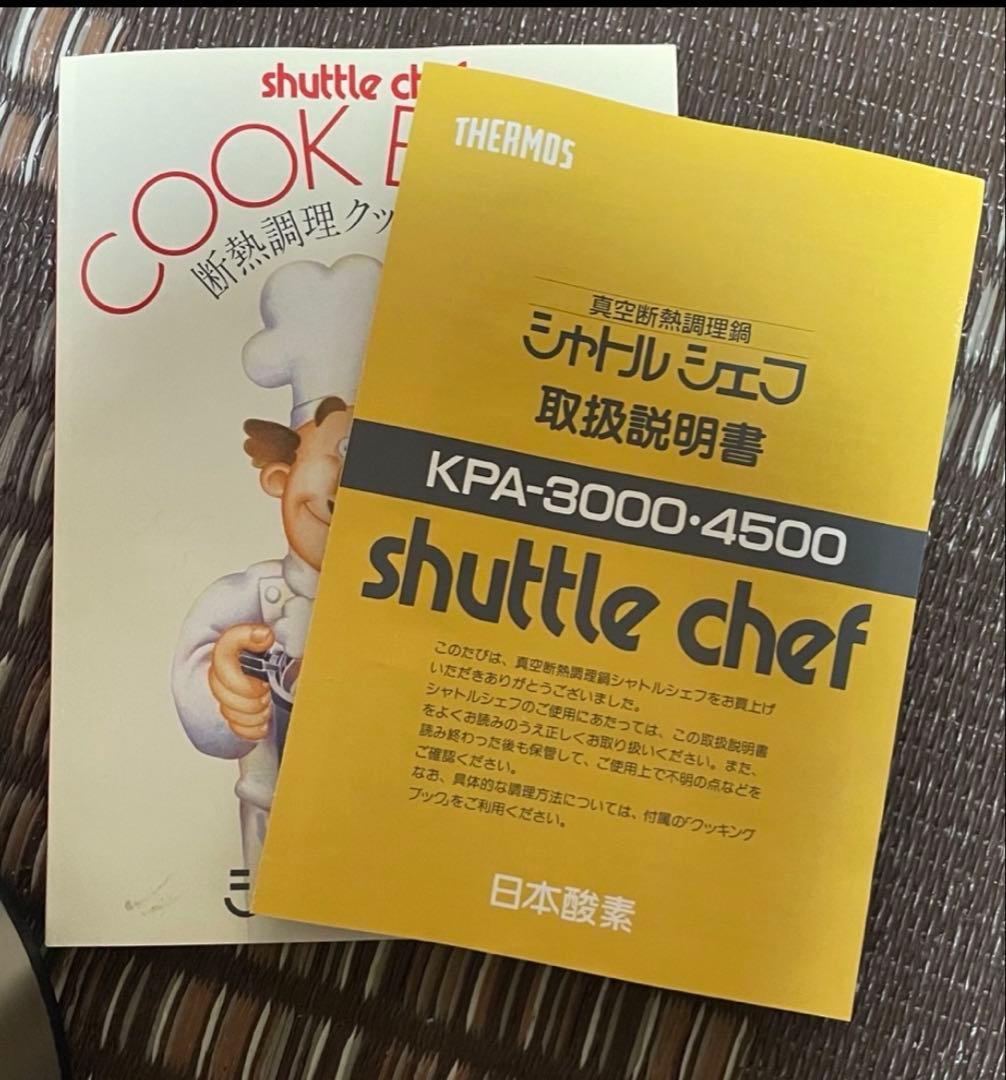 shuttle
COOK
断熱調理クッ
THERMOS
真空断熱調理鍋
シャトルシェフ
取扱説明書
KPA-3000・4500
shuttle chef
このたびは、真空断熱調理鍋シャトルシェフをお買上げ
いただきありがとうございました。
シャトルシェフのご使用にあたっては、この取扱説明書
をよくお読みのうえ正しくお取り扱いください。また、
読み終わった後も保管して、ご使用上で不明の点などを
ご確認ください。
なお、具体的な調理方法については、付属の「クッキング
ブック」をご利用ください。
日本酸素